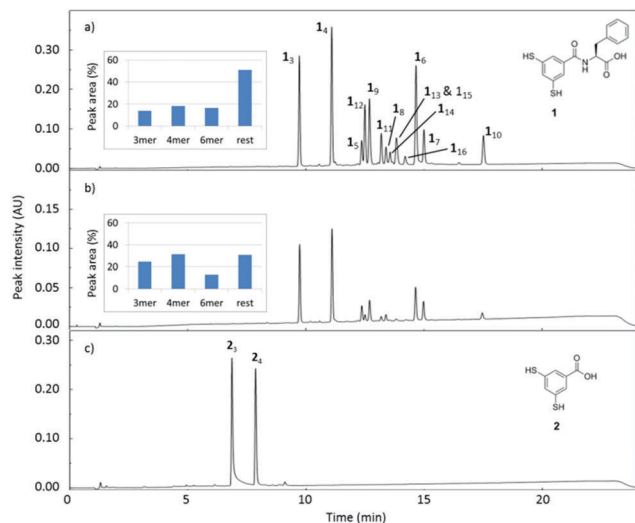 a)
Peak area (%)
60
40
20
0
3mer 4mer 6mer rest
1₃
1₄
1₅
1₁₂
1₉
1₁₁
1₈
1₁₃ & 1₁₅
1₁₄
1₆
1₇
1₁₆
1₁₀
HS
SH
O
N
H
O
OH
1
0.30
0.20
0.10
0.00
b)
Peak area (%)
60
40
20
0
3mer 4mer 6mer rest
0.15
0.10
0.05
0.00
Peak intensity (AU)
c)
2₃
2₄
HS
SH
O
OH
2
0.30
0.20
0.10
0.00
0 5 10 15 20
Time (min)